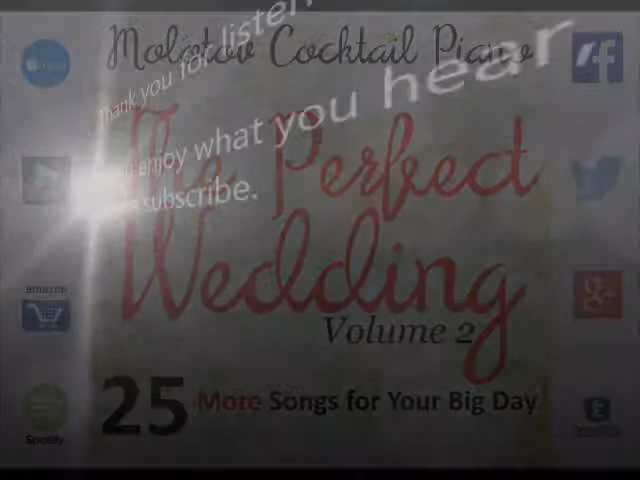 Molotov Cocktail Piano
Thank you for listen
enjoy what you hear
subscribe.
The Perfect
Wedding
Volume 2
25 More Songs for Your Big Day
amazon
Spotify